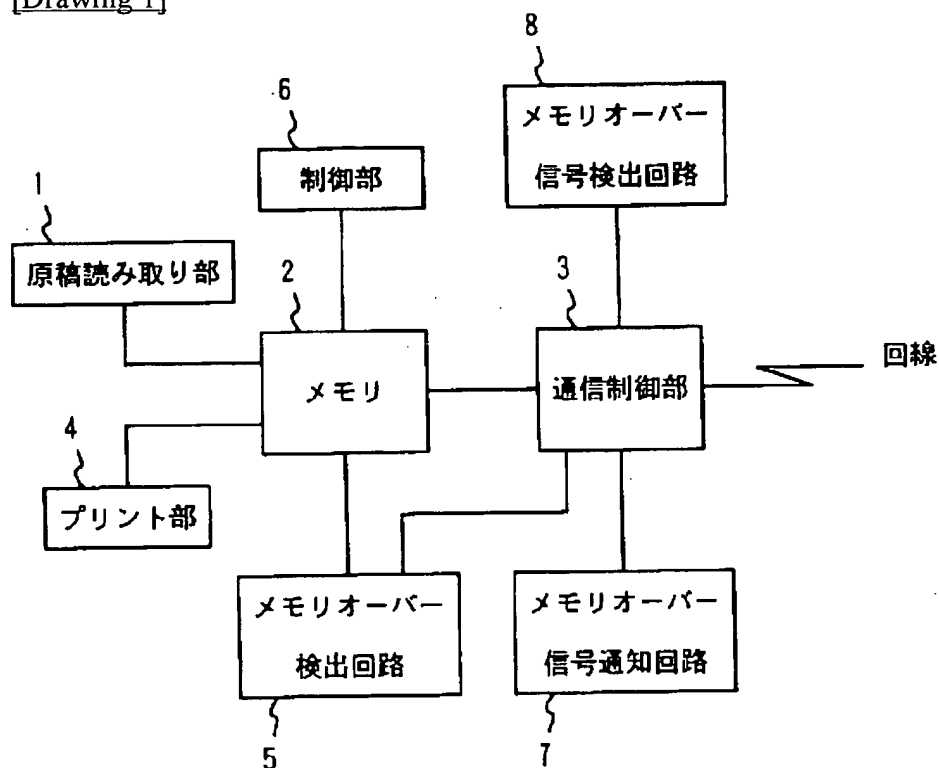 [Drawing 1]
8
メモリオーバー
信号検出回路
6
制御部
1
原稿読み取り部
2
メモリ
3
通信制御部
回線
4
プリント部
メモリオーバー
検出回路
5
メモリオーバー
信号通知回路
7